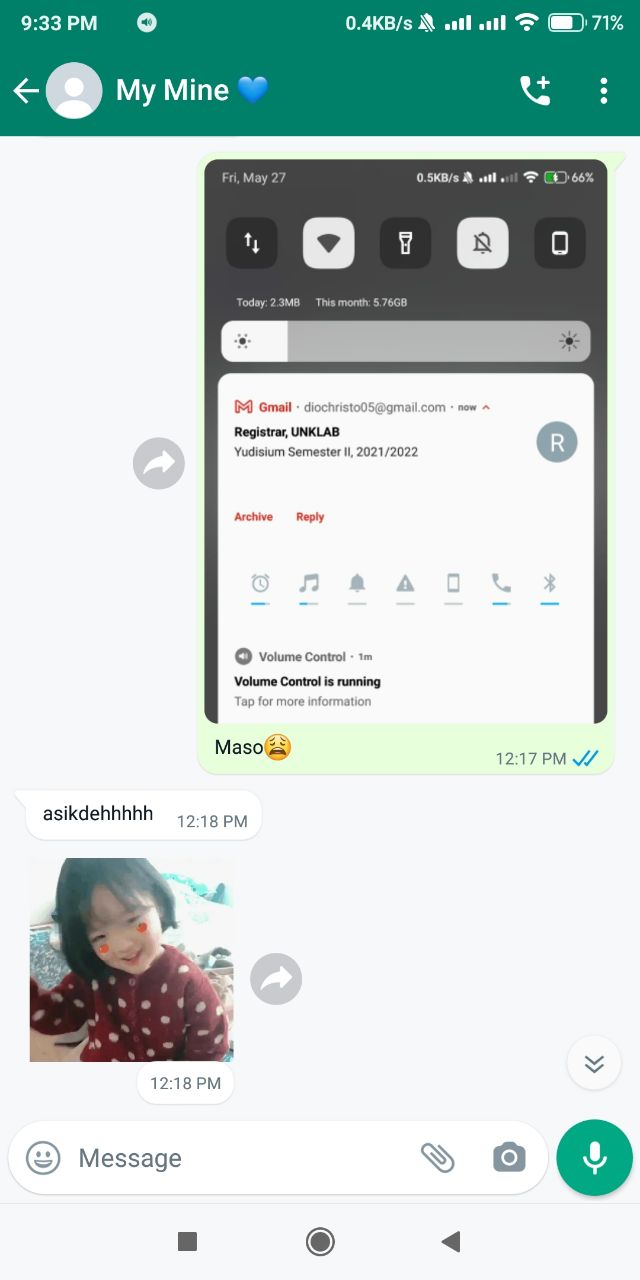 9:33 PM 0.4KB/s 71%
My Mine 💙
Fri, May 27 0.5KB/s 66%
Today: 2.3MB This month: 5.76GB
Gmail · diochristo05@gmail.com · now
Registrar, UNKLAB
R
Yudisium Semester II, 2021/2022
Archive Reply
Volume Control · 1m
Volume Control is running
Tap for more information
Maso😩
12:17 PM
asikdehhhhh 12:18 PM
12:18 PM
Message